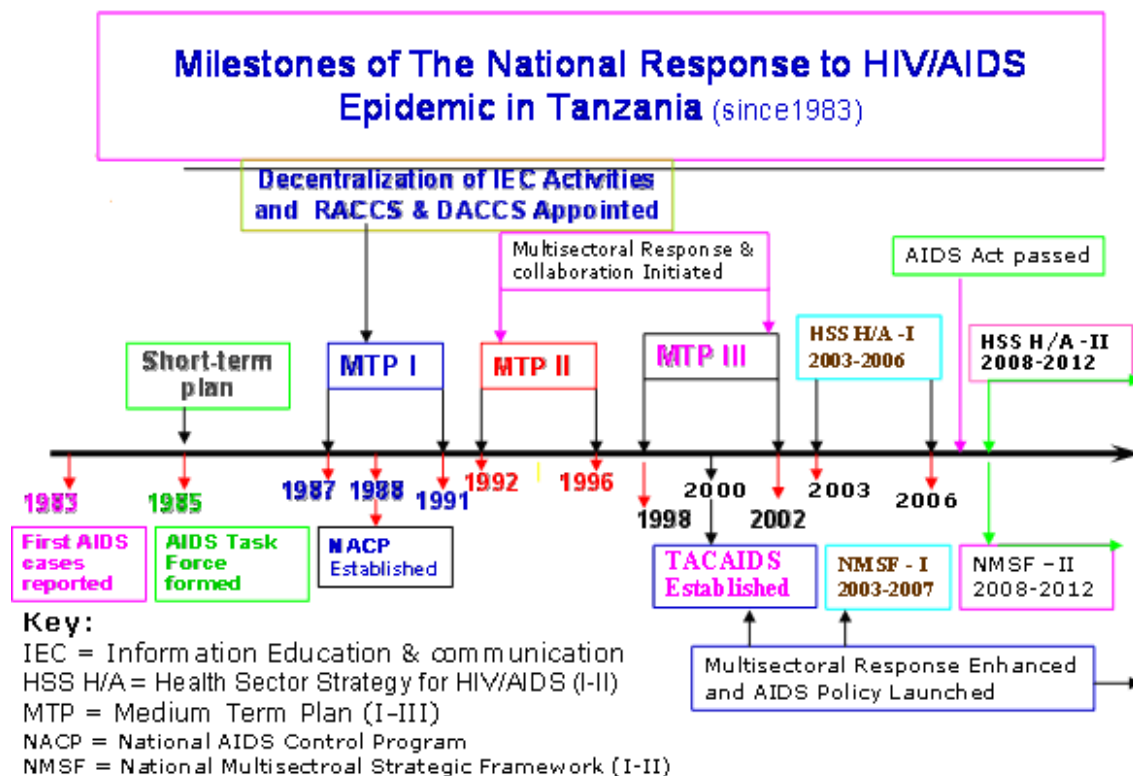 Milestones of The National Response to HIV/AIDS
Epidemic in Tanzania (since1983)
Decentralization of IEC Activities
and RACCS & DACCS Appointed
Multisectoral Response &
collaboration Initiated
AIDS Act passed
Short-term
plan
MTP I
MTP II
MTP III
HSS H/A -I
2003-2006
HSS H/A -II
2008-2012
1983
1985
1987
1988
1991
1992
1996
1998
2000
2002
2003
2006
First AIDS
cases
reported
AIDS Task
Force
formed
NACP
Established
TACAIDS
Established
NMSF - I
2003-2007
NMSF -II
2008-2012
Multisectoral Response Enhanced
and AIDS Policy Launched
Key:
IEC = Information Education & communication
HSS H/A = Health Sector Strategy for HIV/AIDS (I-II)
MTP = Medium Term Plan (I-III)
NACP = National AIDS Control Program
NMSF = National Multisectroal Strategic Framework (I-II)